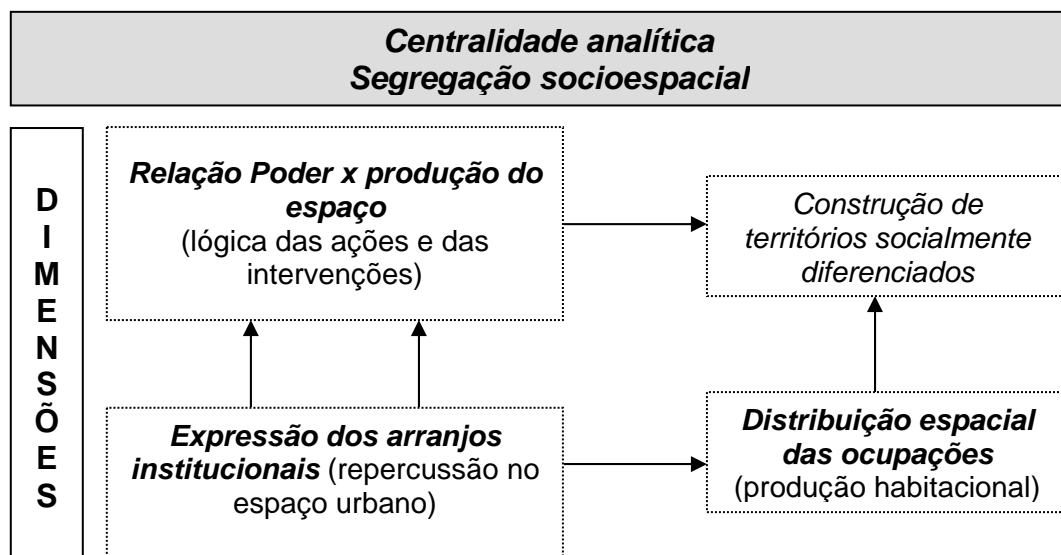 Centralidade analítica
Segregação socioespacial
D
I
M
E
N
S
Õ
E
S
Relação Poder x produção do
espaço
(lógica das ações e das
intervenções)
Construção de
territórios socialmente
diferenciados
Expressão dos arranjos
institucionais (repercussão no
espaço urbano)
Distribuição espacial
das ocupações
(produção habitacional)